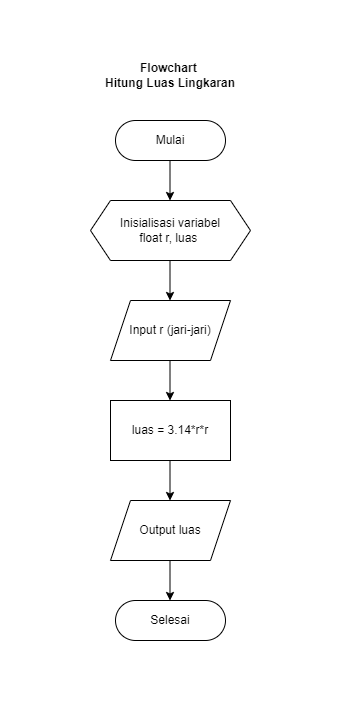 Flowchart
Hitung Luas Lingkaran
Mulai
Inisialisasi variabel
float r, luas
Input r (jari-jari)
luas = 3.14*r*r
Output luas
Selesai